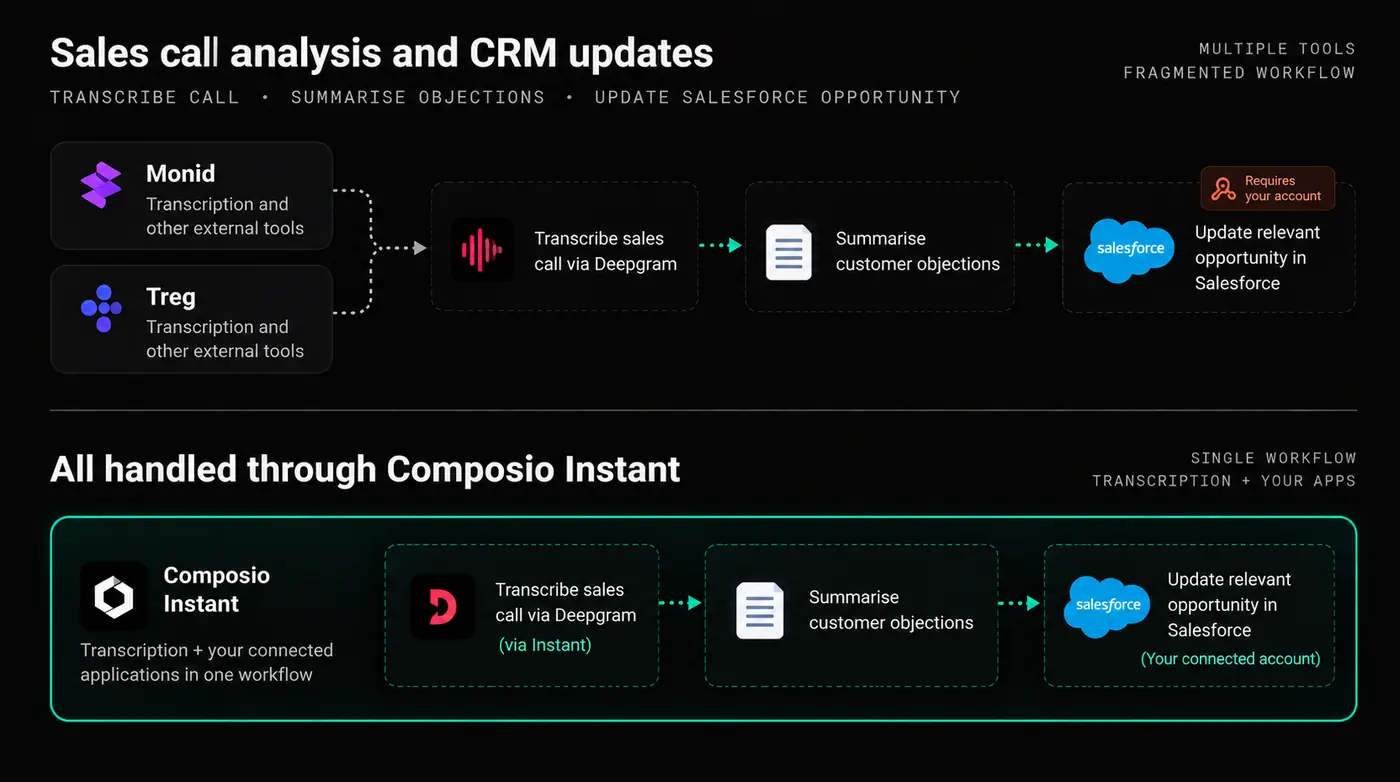 Sales call analysis and CRM updates
TRANSCRIBE CALL • SUMMARISE OBJECTIONS • UPDATE SALESFORCE OPPORTUNITY
MULTIPLE TOOLS
FRAGMENTED WORKFLOW
Monid
Transcription and
other external tools
Treg
Transcription and
other external tools
Transcribe sales
call via Deepgram
Summarise
customer objections
Requires
your account
salesforce
Update relevant
opportunity in
Salesforce
All handled through Composio Instant
SINGLE WORKFLOW
TRANSCRIPTION + YOUR APPS
Composio
Instant
Transcription + your connected
applications in one workflow
Transcribe sales
call via Deepgram
(via Instant)
Summarise
customer objections
salesforce
Update relevant
opportunity in
Salesforce
(Your connected account)